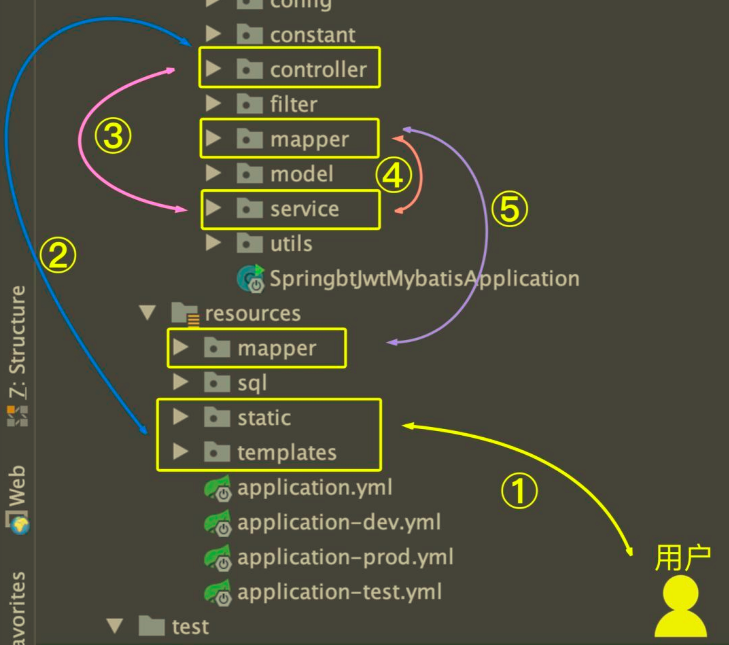 config
constant
controller
③
filter
mapper
model
④
service
⑤
utils
②
SpringbtJwtMybatisApplication
resources
mapper
Z: Structure
sql
static
templates
Web
application.yml
①
application-dev.yml
application-prod.yml
用户
application-test.yml
avorites
test